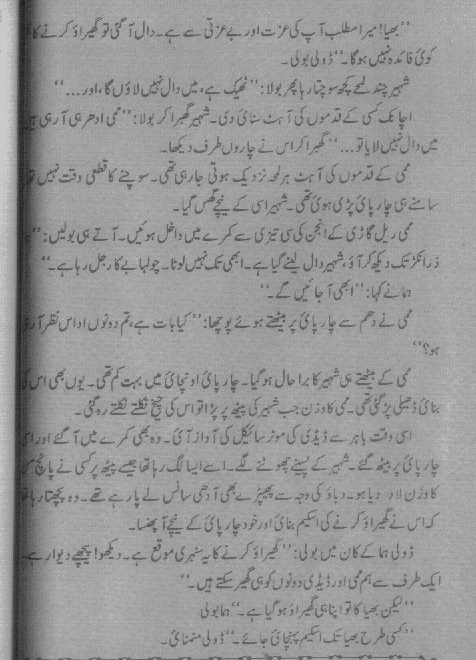 ’’بھیا! میرا مطلب آپ کی عزت اور بے عزتی سے ہے۔ دال آ گئی تو گھیراؤ کرنے کا
کوئی فائدہ نہیں ہو گا۔‘‘ ڈولی بولی۔
شہیر چند لمحے کچھ سوچتا رہا پھر بولا: ’’ٹھیک ہے، میں دال نہیں لاؤں گا، اور...‘‘
اچانک کسی کے قدموں کی آہٹ سنائی دی۔ شہیر گھبرا کر بولا: ’’ممی ادھر ہی آ رہی
میں دال نہیں لایا تو...‘‘ گھبرا کر اس نے چاروں طرف دیکھا۔
ممی کے قدموں کی آہٹ ہر لمحہ نزدیک ہوتی جا رہی تھی۔ سوچنے کا قطعی وقت نہیں
سامنے ہی چارپائی پڑی ہوئی تھی۔ شہیر اسی کے نیچے گھس گیا۔
ممی ریل گاڑی کے انجن کی سی تیزی سے کمرے میں داخل ہوئیں۔ آتے ہی بولیں:
ذرا نکڑ تک دیکھ کر آؤ، شہیر دال لینے گیا ہے۔ ابھی تک نہیں لوٹا۔ چولہا بے کار جل رہا ہے۔‘‘
ہما نے کہا: ’’ابھی آ جائیں گے۔‘‘
ممی نے دھم سے چارپائی پر بیٹھتے ہوئے پوچھا: ’’کیا بات ہے، تم دونوں اداس نظر آ
ہو؟‘‘
ممی کے بیٹھتے ہی شہیر کا برا حال ہو گیا۔ چارپائی اونچائی میں بہت کم تھی۔ یوں بھی اس
بنائی ڈھیلی پڑ گئی تھی۔ ممی کا وزن جب شہیر کی پیٹھ پر پڑا تو اس کی چیخ نکلتے نکلتے رہ گئی۔
اسی وقت باہر سے ڈیڈی کی موٹر سائیکل کی آواز آئی۔ وہ بھی کمرے میں آ گئے اور
چارپائی پر بیٹھ گئے۔ شہیر کے پسینے چھوٹنے لگے۔ اسے ایسا لگ رہا تھا جیسے پیٹھ پر کسی نے پانچ
کا وزن لاد دیا ہو۔ دباؤ کی وجہ سے پھیپڑے بھی آدھی سانس لے پا رہے تھے۔ وہ پچھتا رہا
کہ اس نے گھیراؤ کرنے کی اسکیم بنائی اور خود چارپائی کے نیچے آ پھنسا۔
ڈولی ہما کے کان میں بولی: ’’گھیراؤ کرنے کا یہ سنہری موقع ہے۔ دیکھو! پیچھے دیوار ہے
ایک طرف سے ہم ممی اور ڈیڈی دونوں کو ہی گھیر سکتے ہیں۔‘‘
’’لیکن بھیا کا تو اپنا ہی گھیراؤ ہو گیا ہے۔‘‘ ہما بولی
’’کسی طرح بھیا تک اسکیم پہنچائی جائے۔‘‘ ڈولی منمنائی۔